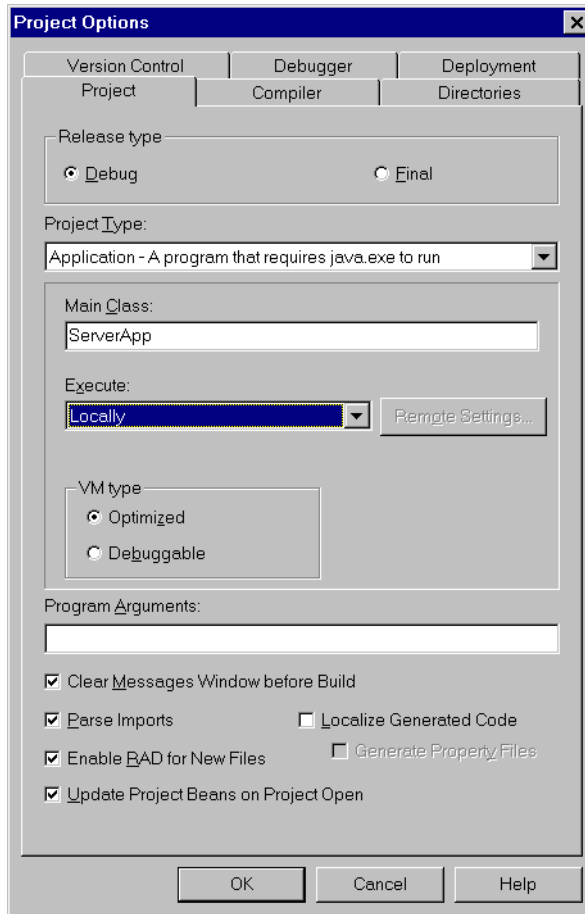 Project Options
Version Control Debugger Deployment
Project Compiler Directories
Release type
Debug Final
Project Type:
Application - A program that requires java.exe to run
Main Class:
ServerApp
Execute:
Locally Remote Settings...
VM type
Optimized
Debuggable
Program Arguments:
Clear Messages Window before Build
Parse Imports Localize Generated Code
Enable RAD for New Files Generate Property Files
Update Project Beans on Project Open
OK Cancel Help